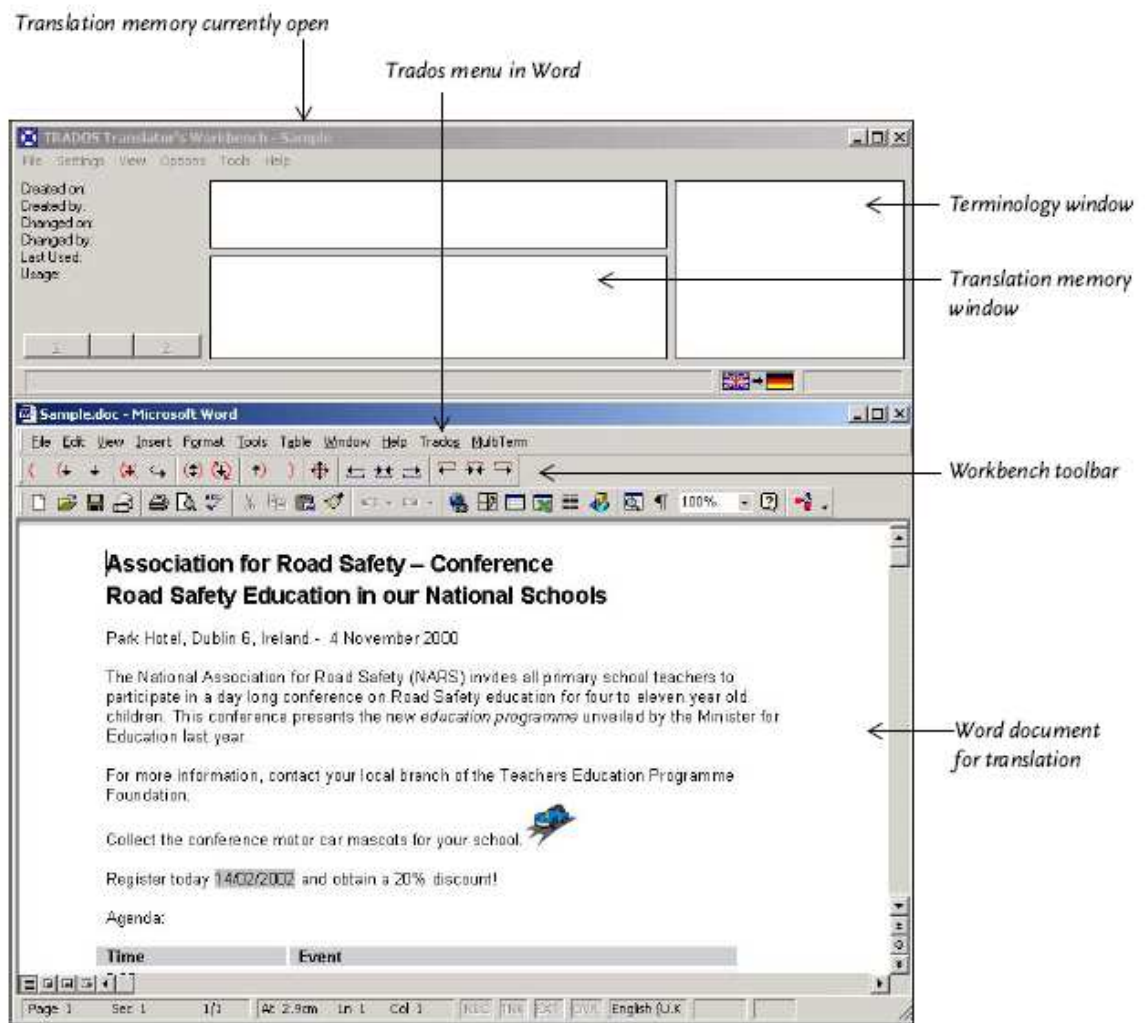 Translation memory currently open
Trados menu in Word
TRADOS Translator's Workbench - Sample
File Settings View Options Tools Help
Created on:
Created by:
Changed on:
Changed by:
Last Used:
Usage:
Terminology window
Translation memory
window
1 2
Sample.doc - Microsoft Word
File Edit View Insert Format Tools Table Window Help Trados MultiTerm
Workbench toolbar
100%
Association for Road Safety – Conference
Road Safety Education in our National Schools
Park Hotel, Dublin 6, Ireland - 4 November 2000
The National Association for Road Safety (NARS) invites all primary school teachers to
participate in a day long conference on Road Safety education for four to eleven year old
children. This conference presents the new education programme unveiled by the Minister for
Education last year.
Word document
for translation
For more information, contact your local branch of the Teachers Education Programme
Foundation.
Collect the conference motor car mascots for your school.
Register today 14/02/2002 and obtain a 20% discount!
Agenda:
Time Event
Page 1 Sec 1 1/1 At 2.9cm Ln 1 Col 1 REC TRK EXT OVR English (U.K